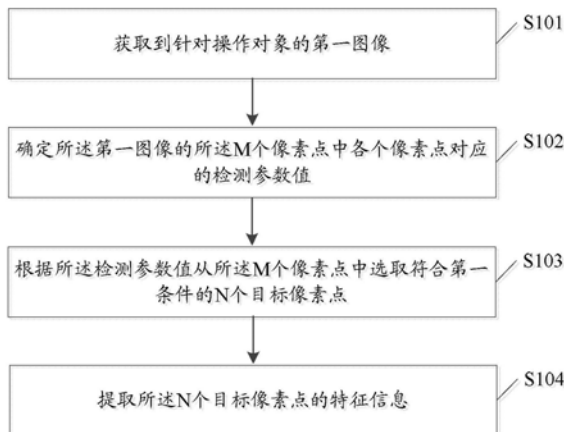 获取到针对操作对象的第一图像
S101
确定所述第一图像的所述M个像素点中各个像素点对应
的检测参数值
S102
根据所述检测参数值从所述M个像素点中选取符合第一
条件的N个目标像素点
S103
提取所述N个目标像素点的特征信息
S104